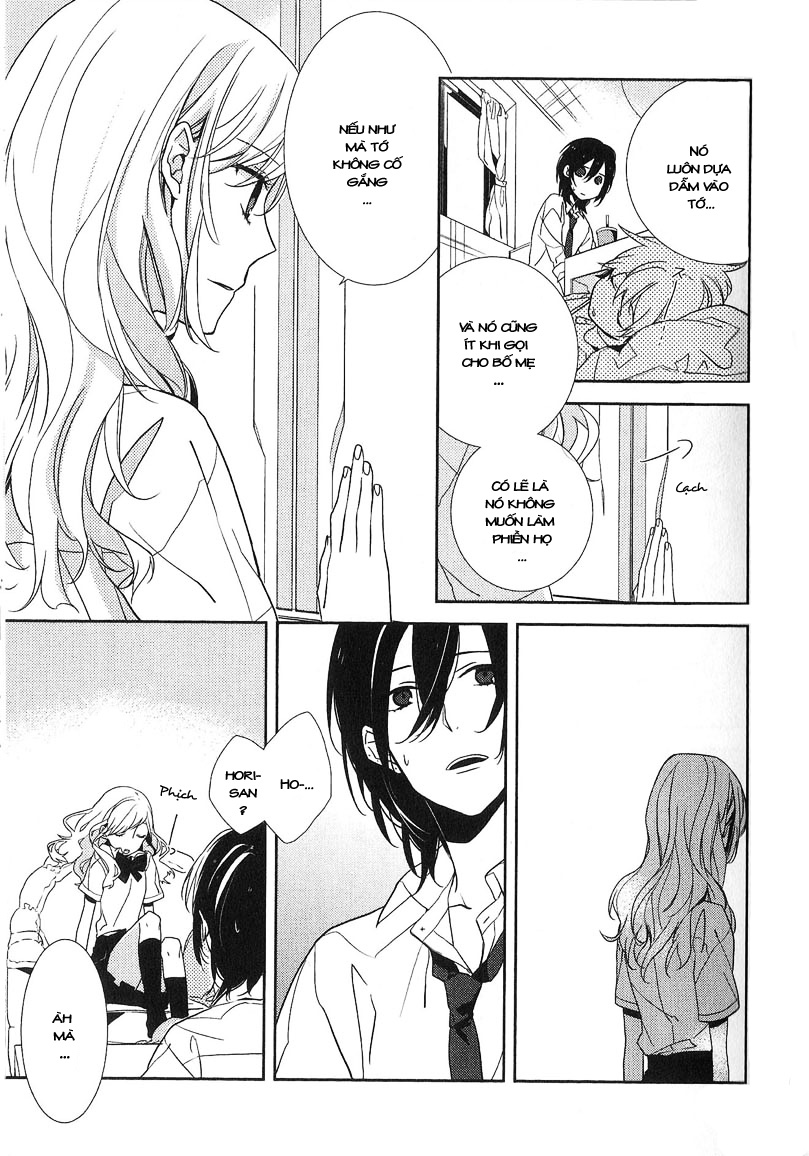 NÓ
LUÔN DỰA
DẪM VÀO
TỚ...
VÀ NÓ CŨNG
ÍT KHI GỌI
CHO BỐ MẸ
...
NẾU NHƯ
MÀ TỚ
KHÔNG CỐ
GẮNG
...
Cạch
CÓ LẼ LÀ
NÓ KHÔNG
MUỐN LÀM
PHIỀN HỌ
...
HO-...
HORI-
SAN
?
Phịch
ÀH
MÀ
...